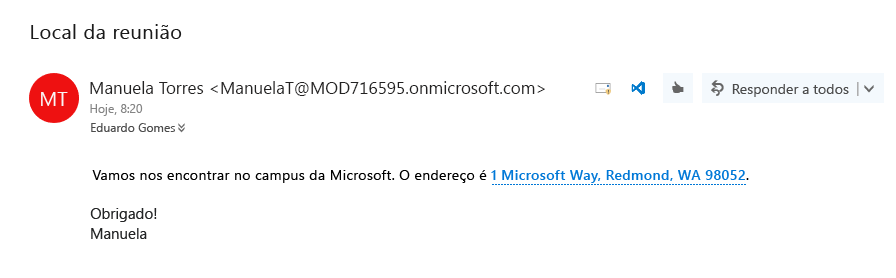 Local da reunião
MT
Manuela Torres <ManuelaT@MOD716595.onmicrosoft.com>
Responder a todos
Hoje, 8:20
Eduardo Gomes
Vamos nos encontrar no campus da Microsoft. O endereço é 1 Microsoft Way, Redmond, WA 98052.
Obrigado!
Manuela